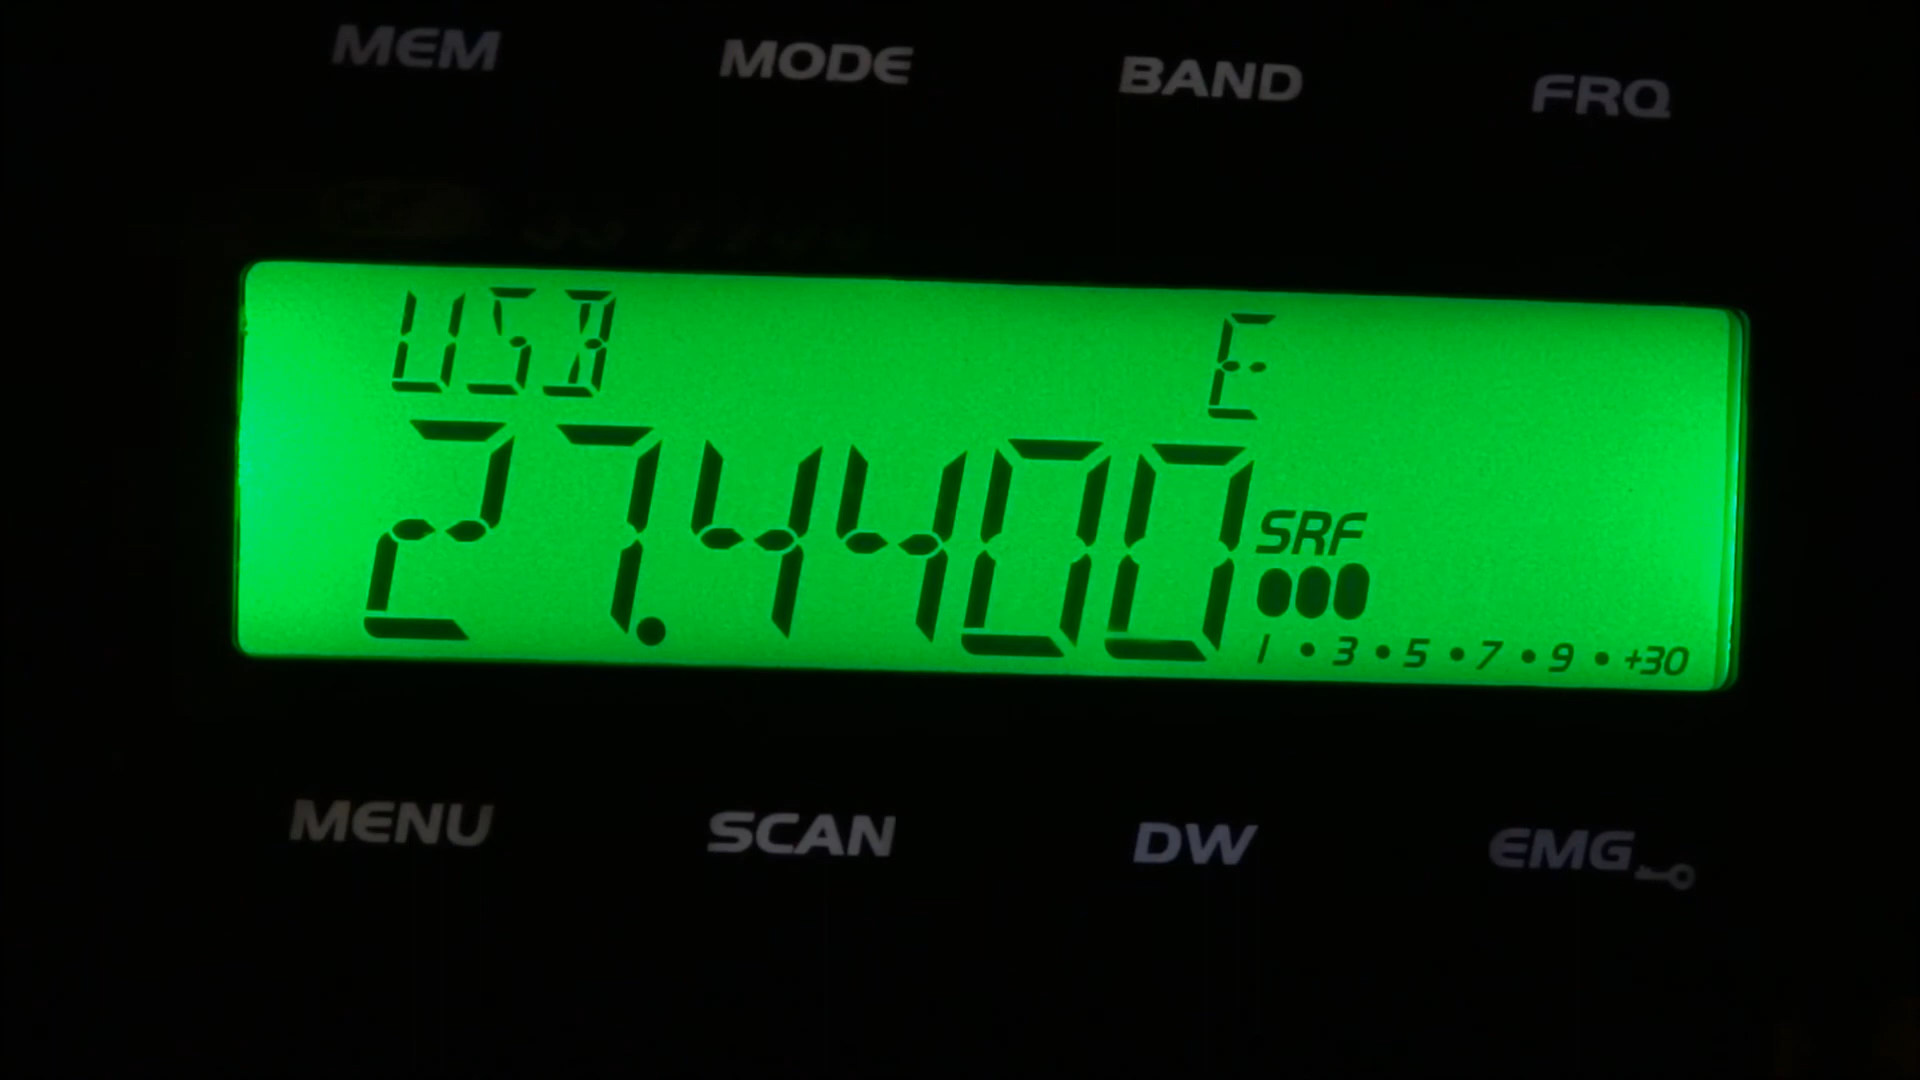 MEM MODE BAND FRQ
USB E
27.4400 SRF
1 • 3 • 5 • 7 • 9 • +30
MENU SCAN DW EMG